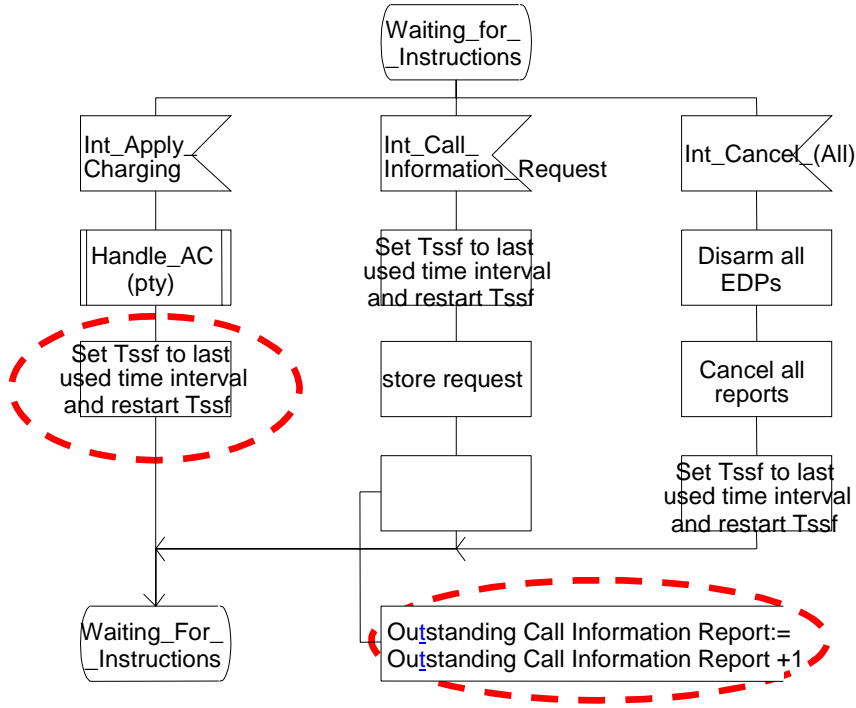 Waiting_for_
_Instructions
Int_Apply_
Charging
Int_Call_
Information_Request
Int_Cancel_(All)
Handle_AC
(pty)
Set Tssf to last
used time interval
and restart Tssf
Disarm all
EDPs
Set Tssf to last
used time interval
and restart Tssf
store request
Cancel all
reports
Set Tssf to last
used time interval
and restart Tssf
Waiting_For_
_Instructions
Outstanding Call Information Report:=
Outstanding Call Information Report +1